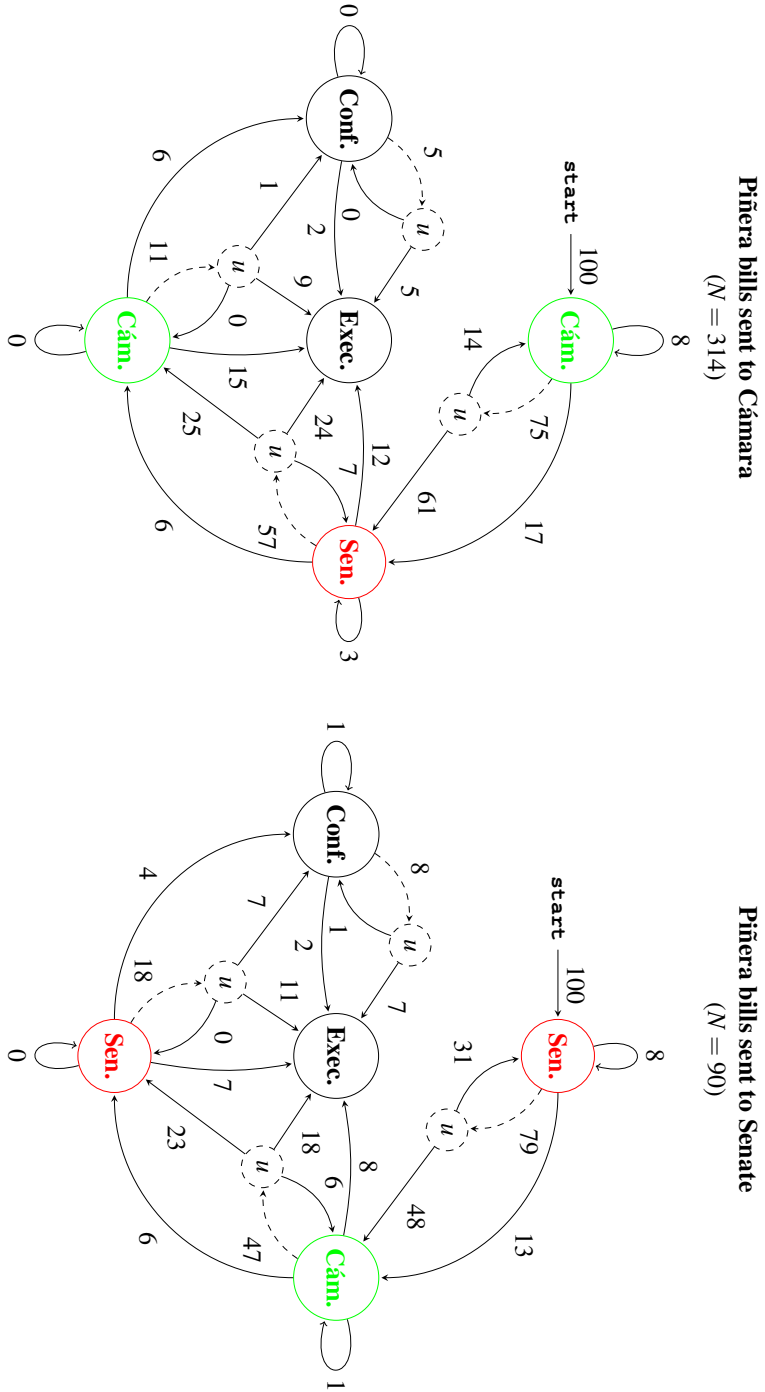 Piñera bills sent to Cámara
(N = 314)
start
100
Cám.
8
75
u
14
61
17
Conf.
0
5
u
0
5
2
Exec.
12
7
Sen.
3
57
u
24
25
6
1
u
9
0
15
11
6
Cám.
0
Piñera bills sent to Senate
(N = 90)
start
100
Sen.
8
79
u
31
48
13
Conf.
1
8
u
1
7
2
Exec.
8
6
Cám.
1
47
u
18
23
6
7
u
11
0
7
18
4
Sen.
0